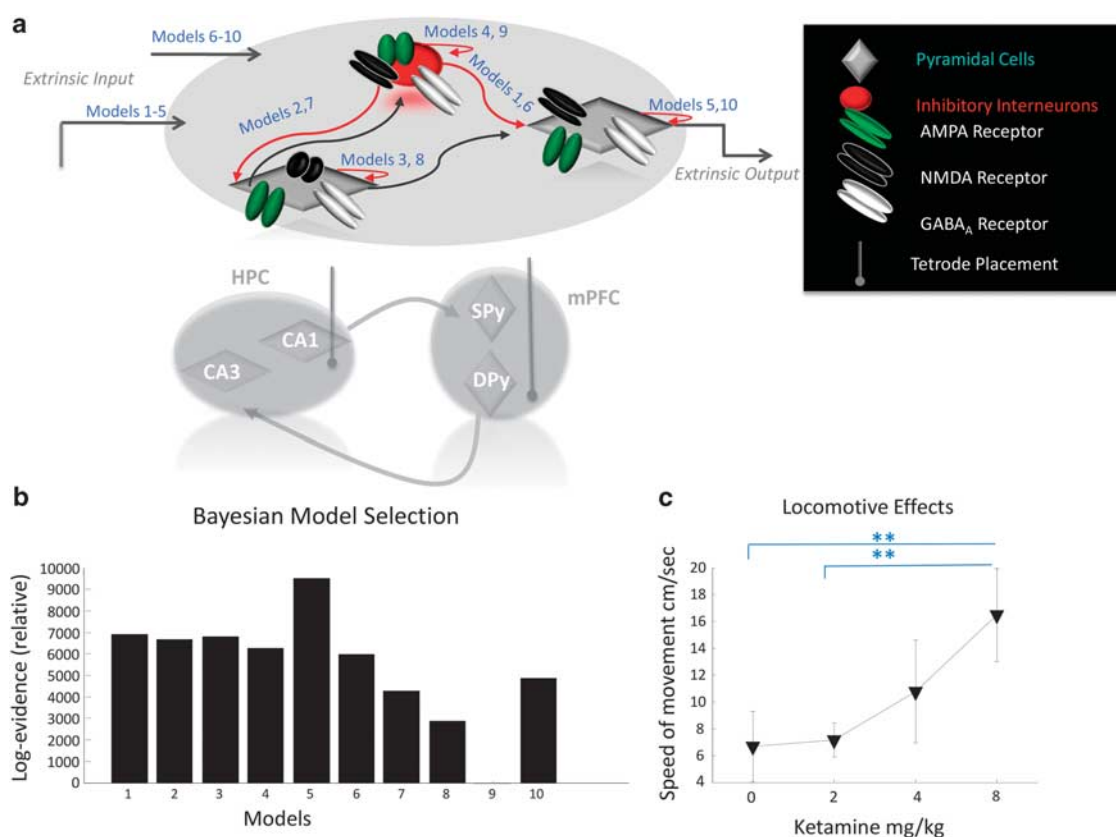 a
Models 6-10
Extrinsic Input
Models 1-5
Models 4, 9
Models 2,7
Models 1,6
Models 3, 8
Models 5,10
Extrinsic Output
Pyramidal Cells
Inhibitory Interneurons
AMPA Receptor
NMDA Receptor
GABA_A Receptor
Tetrode Placement
HPC
CA1
CA3
mPFC
SPy
DPy
b
Bayesian Model Selection
Log-evidence (relative)
10000
9000
8000
7000
6000
5000
4000
3000
2000
1000
0
1 2 3 4 5 6 7 8 9 10
Models
c
Locomotive Effects
**
**
Speed of movement cm/sec
20
18
16
14
12
10
8
6
4
0 2 4 8
Ketamine mg/kg